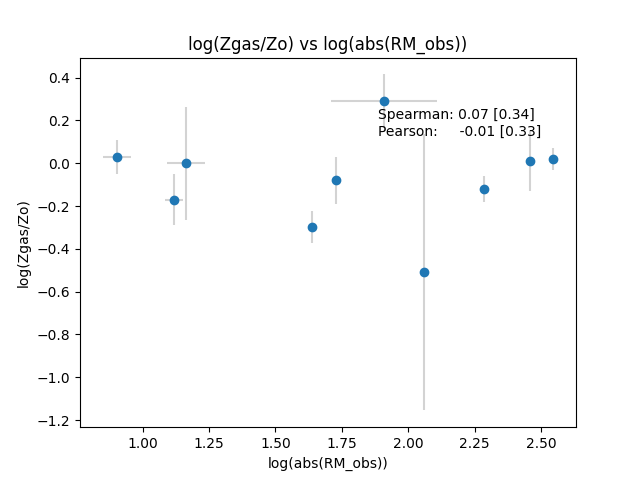 log(Zgas/Zo) vs log(abs(RM_obs))
0.4
0.2
0.0
−0.2
−0.4
−0.6
−0.8
−1.0
−1.2
log(Zgas/Zo)
Spearman: 0.07 [0.34]
Pearson: -0.01 [0.33]
1.00 1.25 1.50 1.75 2.00 2.25 2.50
log(abs(RM_obs))